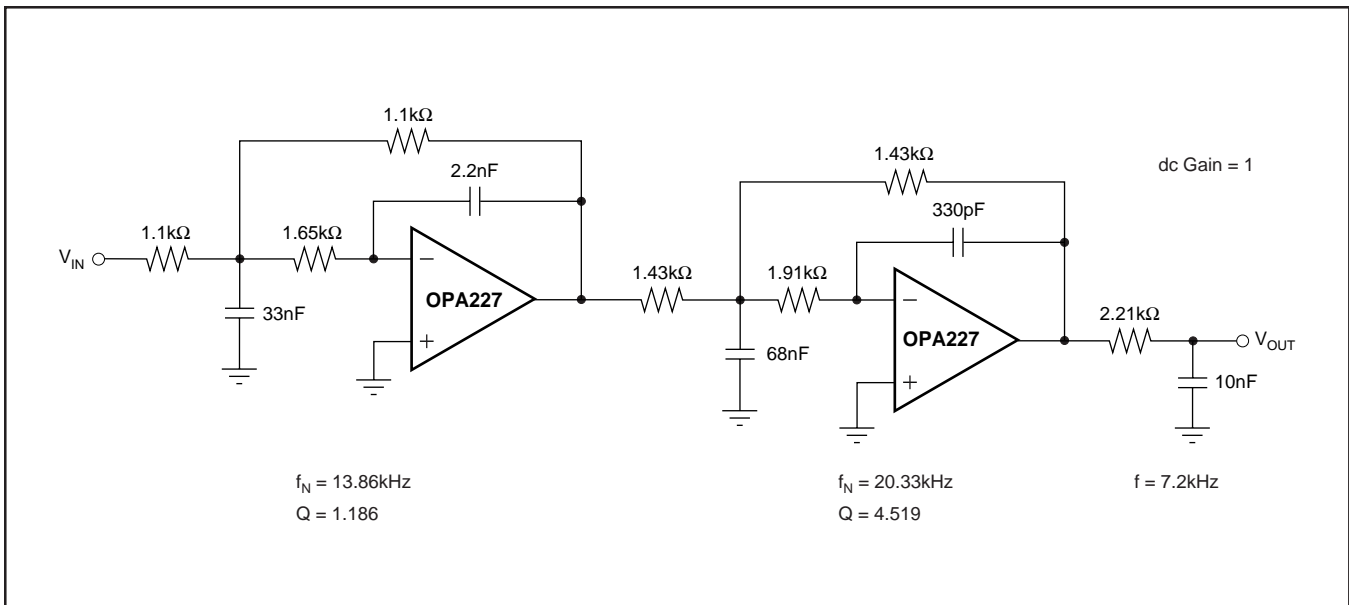 1.1kΩ
2.2nF
1.1kΩ
1.65kΩ
V_IN
33nF
−
+
OPA227
1.43kΩ
330pF
dc Gain = 1
1.43kΩ
1.91kΩ
68nF
−
+
OPA227
2.21kΩ
V_OUT
10nF
f_N = 13.86kHz
Q = 1.186
f_N = 20.33kHz
Q = 4.519
f = 7.2kHz